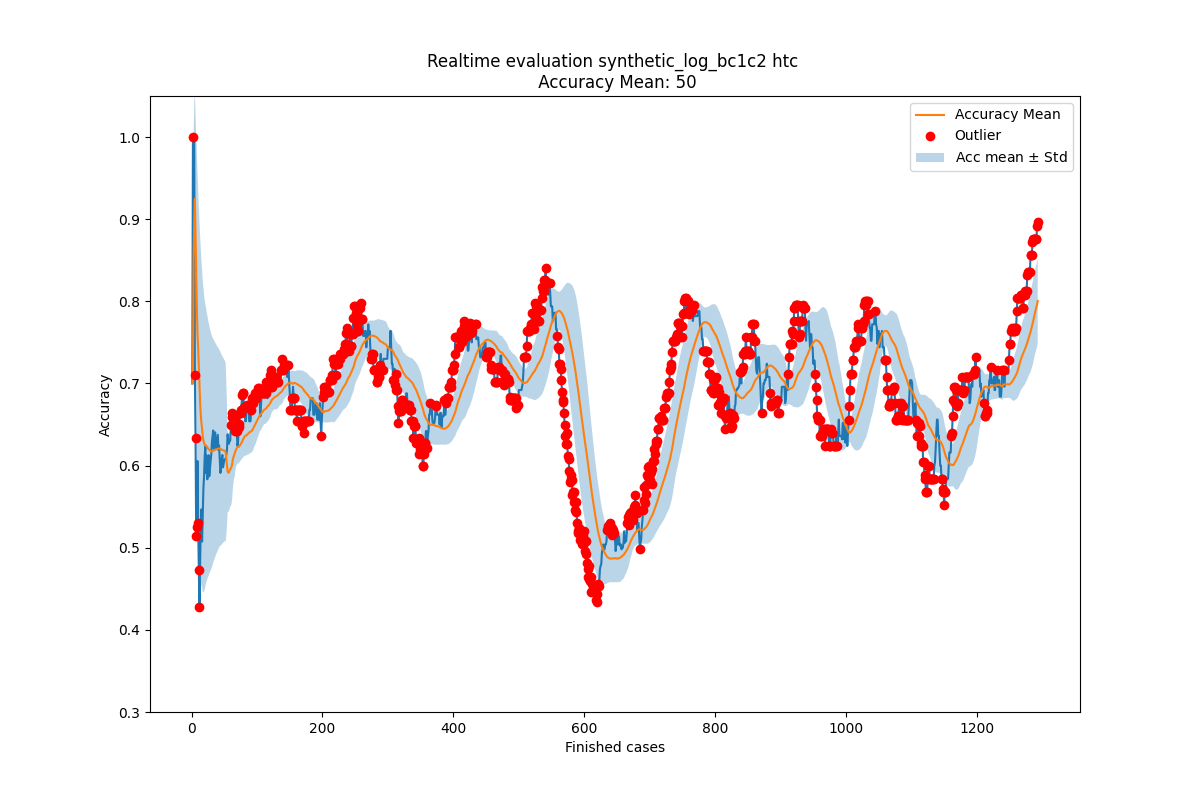 Realtime evaluation synthetic_log_bc1c2 htc
Accuracy Mean: 50
Accuracy Mean
Outlier
Acc mean ± Std
1.0
0.9
0.8
0.7
0.6
0.5
0.4
0.3
Accuracy
0 200 400 600 800 1000 1200
Finished cases